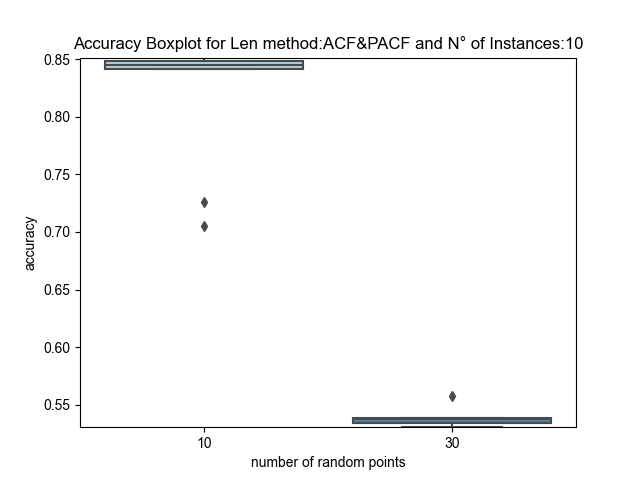 Accuracy Boxplot for Len method:ACF&PACF and N° of Instances:10
0.85
0.80
0.75
0.70
0.65
0.60
0.55
accuracy
10 30
number of random points